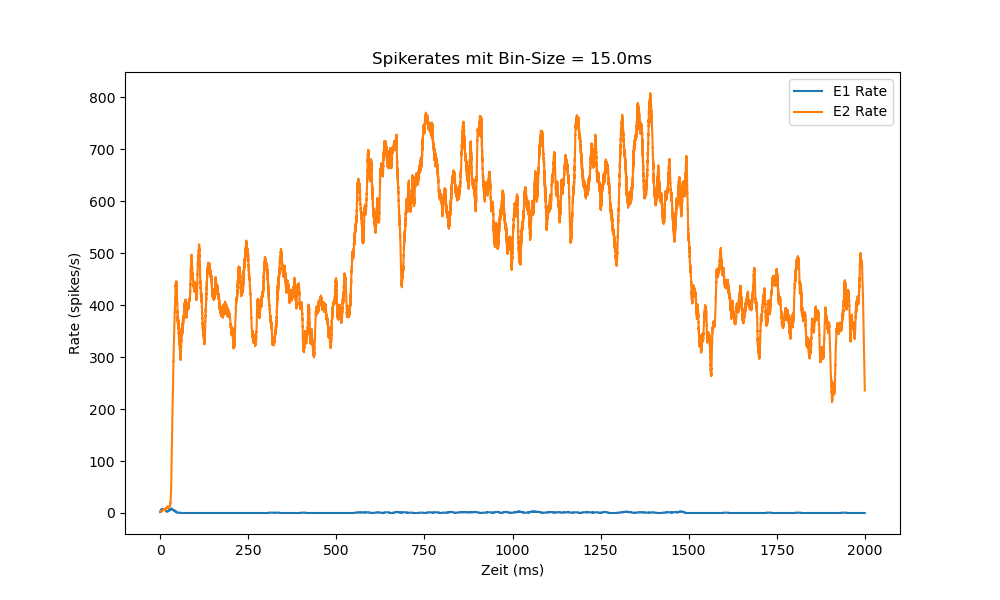 Spikerates mit Bin-Size = 15.0ms
E1 Rate
E2 Rate
Rate (spikes/s)
800
700
600
500
400
300
200
100
0
0 250 500 750 1000 1250 1500 1750 2000
Zeit (ms)